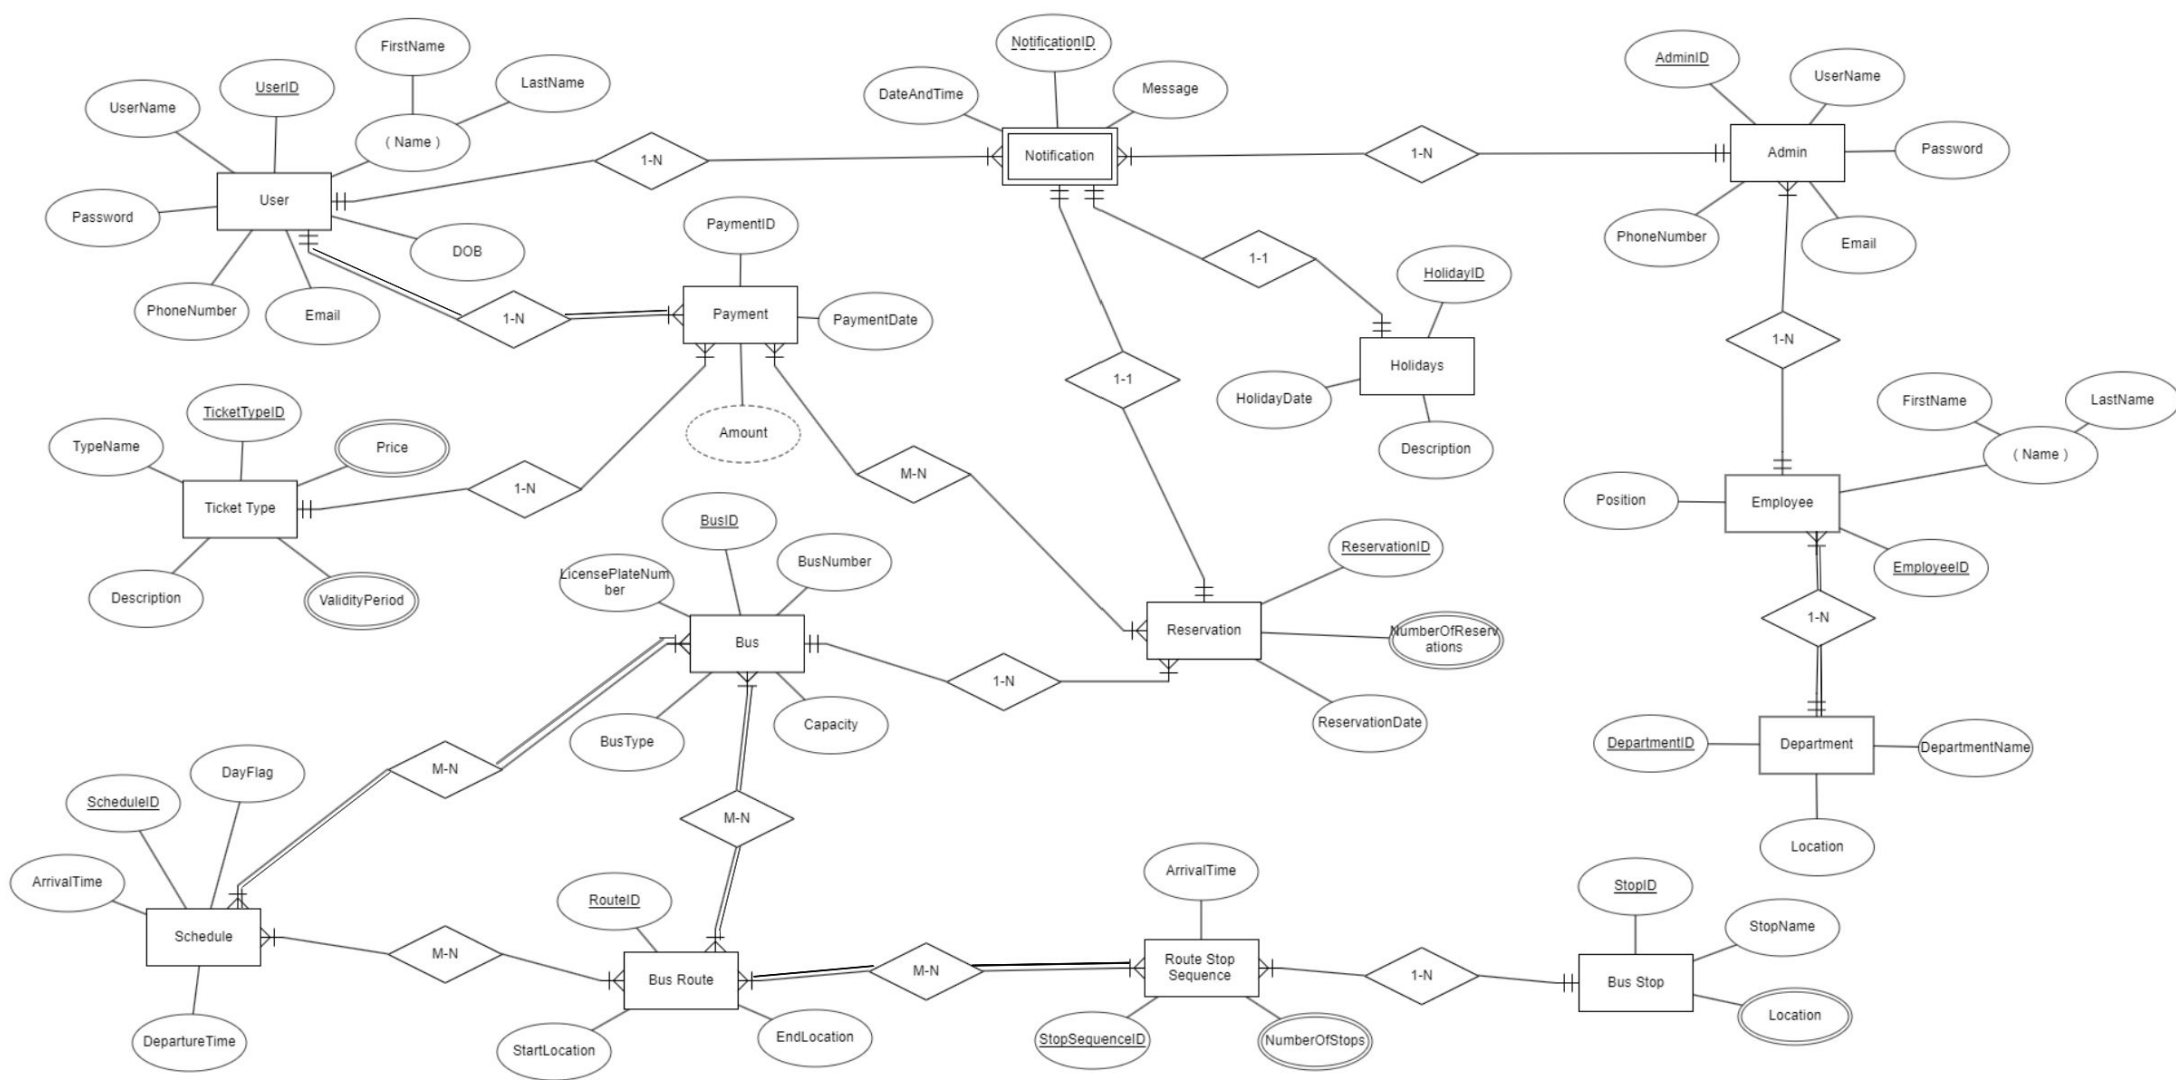 FirstName
NotificationID
AdminID
UserName
LastName
UserID
DateAndTime
Message
UserName
( Name )
Password
1-N
Notification
1-N
Admin
User
Password
PaymentID
PhoneNumber
Email
DOB
1-1
HolidayID
PhoneNumber
Email
1-N
Payment
PaymentDate
1-N
Holidays
1-1
HolidayDate
FirstName
LastName
TicketTypeID
TypeName
Price
Amount
Description
( Name )
M-N
1-N
Ticket Type
Position
Employee
BusID
ReservationID
BusNumber
EmployeeID
LicensePlateNum
ber
Description
ValidityPeriod
1-N
Bus
Reservation
NumberOfReserv
ations
1-N
ReservationDate
BusType
Capacity
DepartmentID
Department
DepartmentName
M-N
DayFlag
ScheduleID
M-N
Location
ArrivalTime
ArrivalTime
StopID
RouteID
StopName
Schedule
M-N
Bus Route
M-N
Route Stop
Sequence
1-N
Bus Stop
Location
DepartureTime
StartLocation
EndLocation
StopSequenceID
NumberOfStops